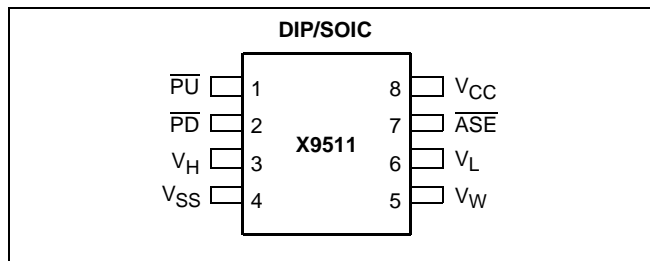 DIP/SOIC
PU 1 8 VCC
PD 2 7 ASE
X9511
VH 3 6 VL
VSS 4 5 VW